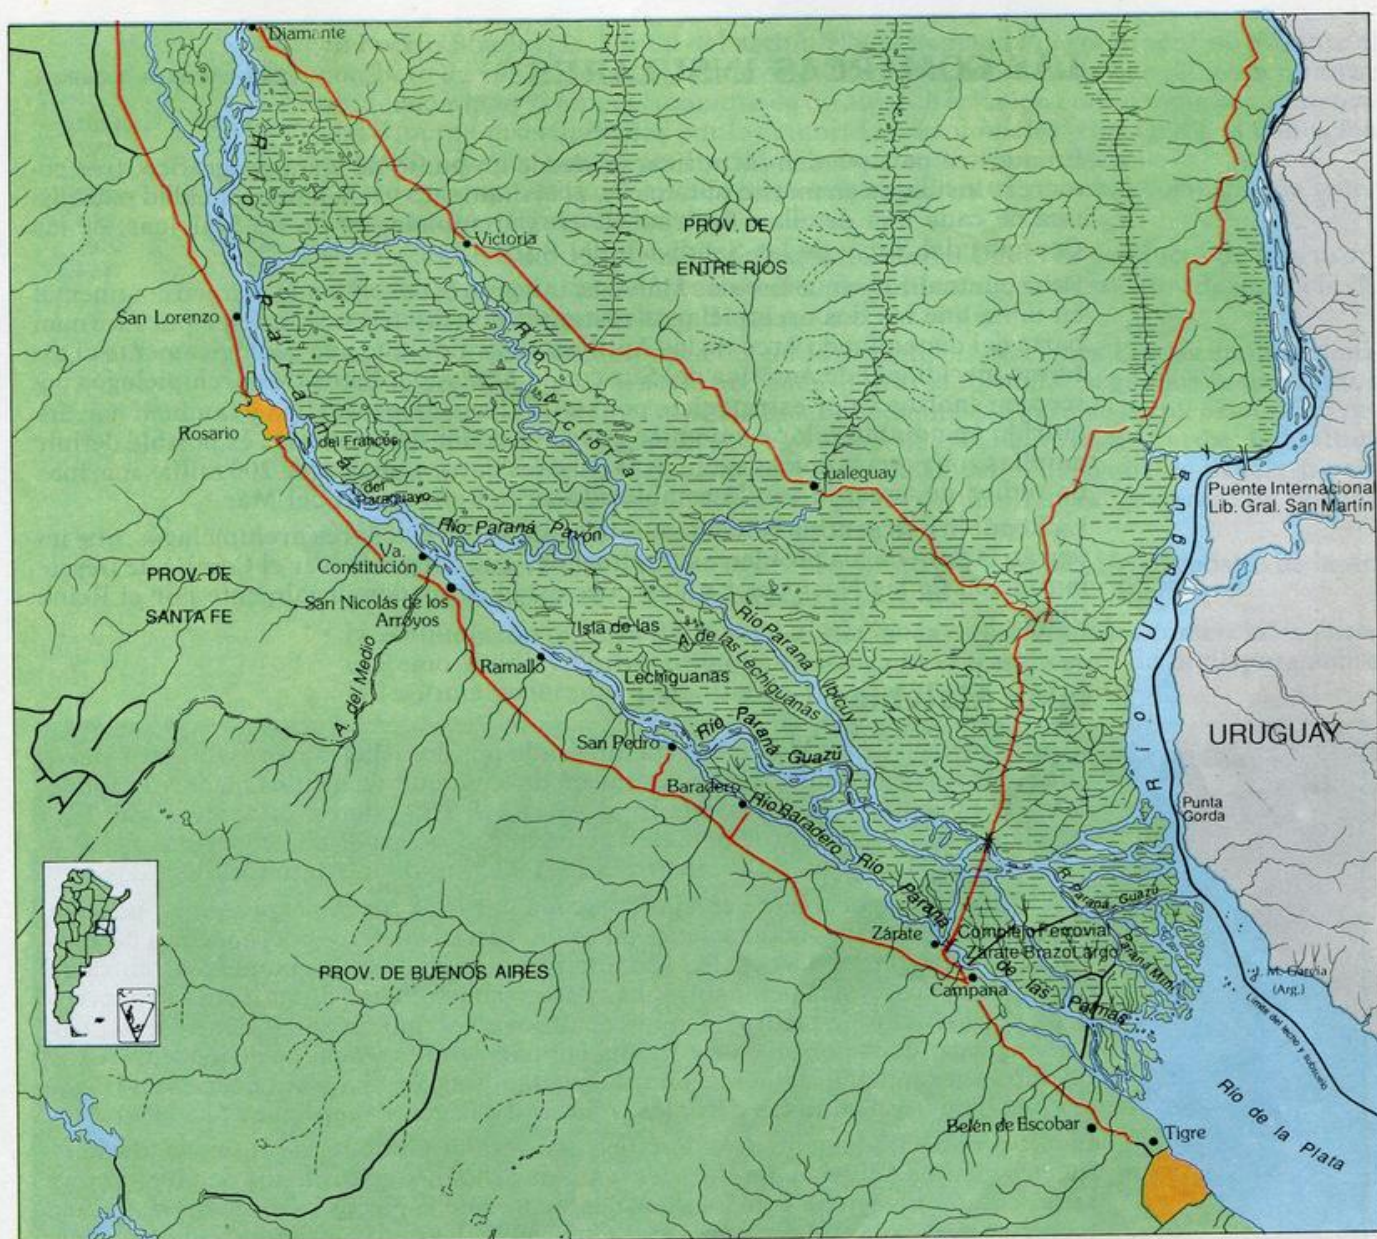 Diamante
Río
Paraná
Victoria
PROV. DE
ENTRE RÍOS
San Lorenzo
Río Victoria
Rosario
del Francés
Gualeguay
del
Paraguayo
Puente Internacional
Lib. Gral. San Martín
Río Paraná Pavón
Va.
Constitución
PROV. DE
SANTA FE
San Nicolás de los
Arroyos
Río Paraná Ibicuy
Isla de las
Lechiguanas
A. de las Lechiguanas
Río Uruguay
A. del Medio
Ramallo
URUGUAY
Río Paraná Guazú
San Pedro
Baradero
Río Baradero
Punta
Gorda
Río Paraná de las Palmas
R. Paraná Guazú
Zárate
Complejo Ferrovial
Zárate Brazo Largo
Paraná Mini
PROV. DE BUENOS AIRES
Campana
I. M. García
(Arg.)
Límite del lecho y subsuelo
Río de la Plata
Belén de Escobar
Tigre